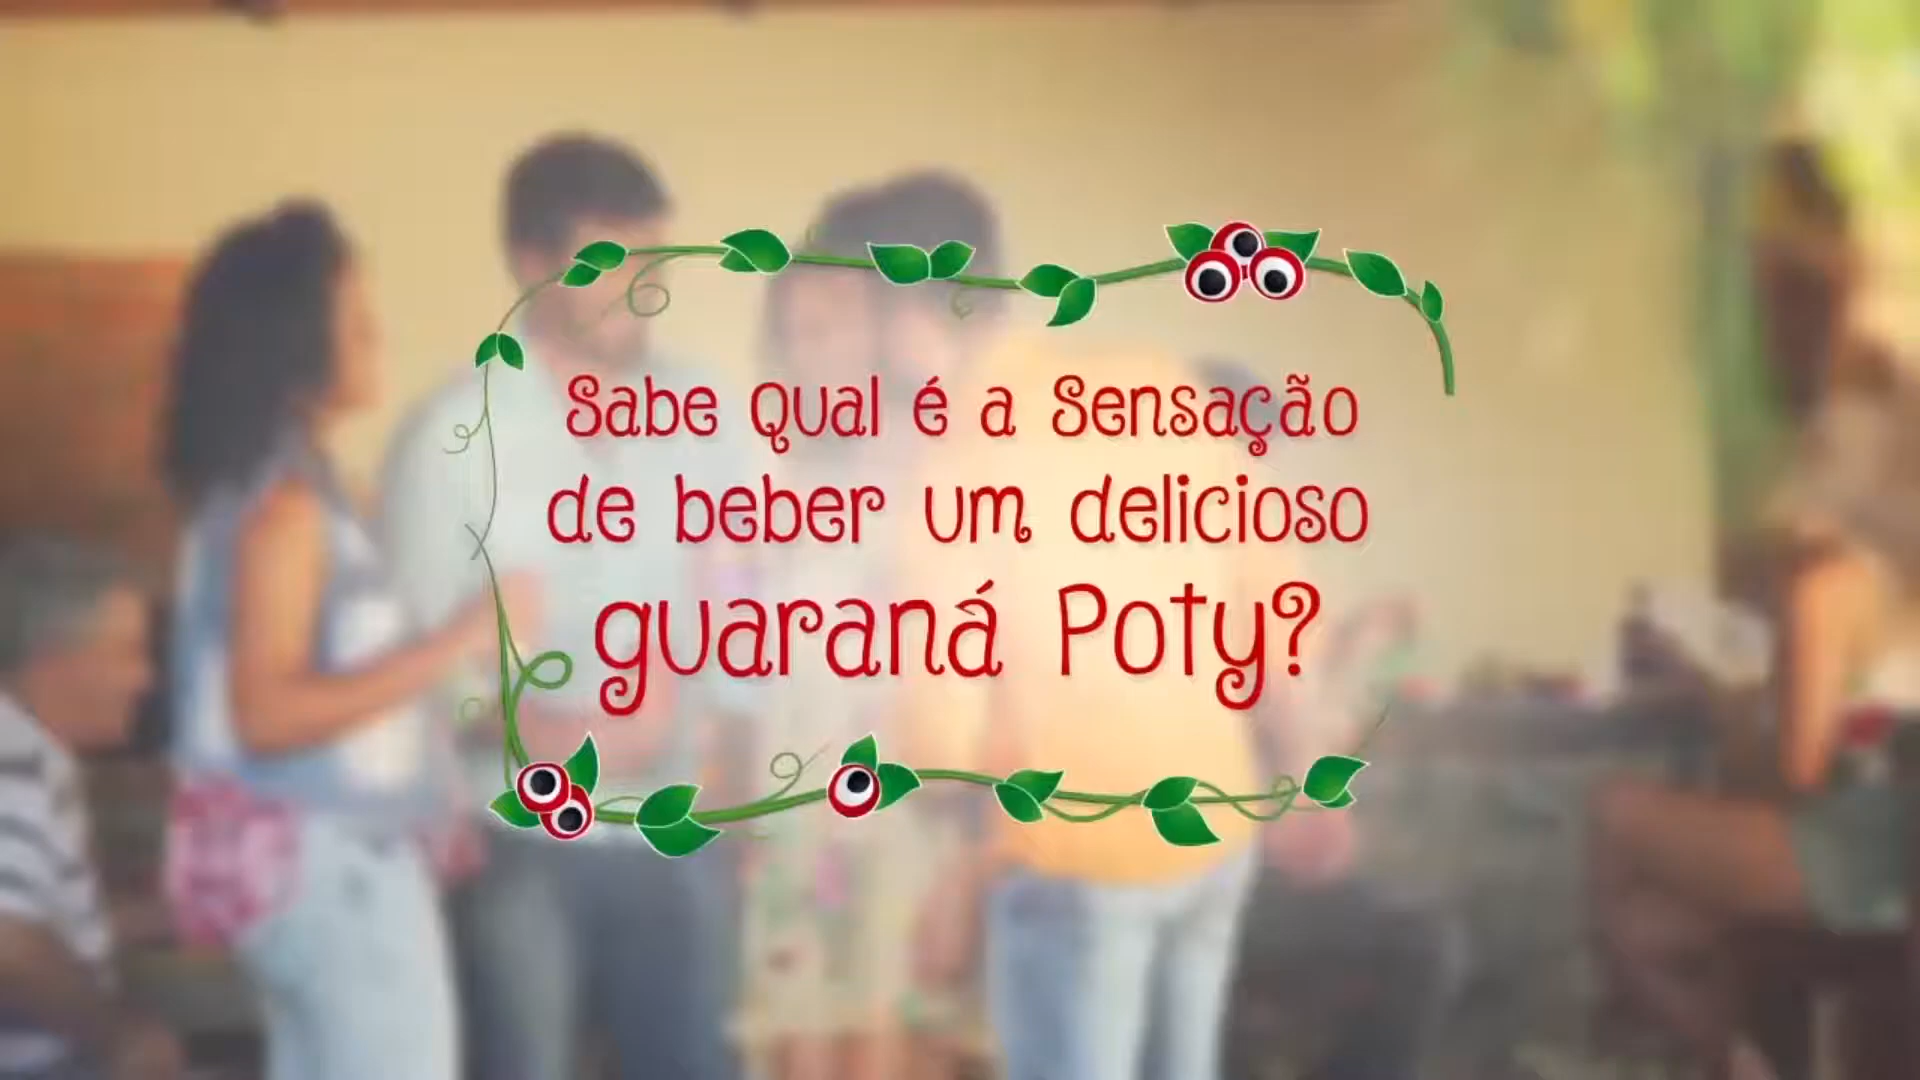 Sabe Qual é a Sensação
de beber um delicioso
guaraná Poty?